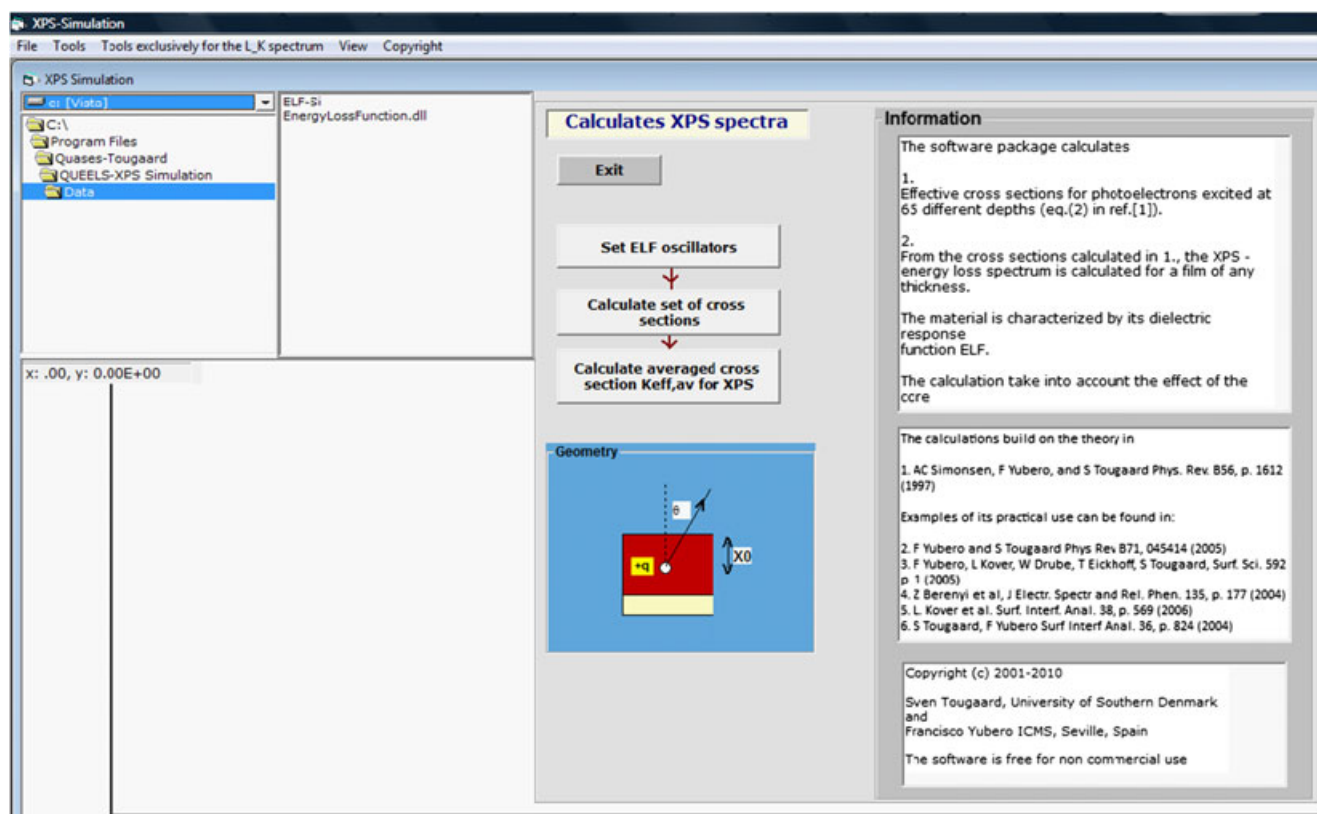 XPS-Simulation
File Tools Tools exclusively for the L_K spectrum View Copyright
XPS Simulation
c: [Vista]
C:\
Program Files
Quases-Tougaard
QUEELS-XPS Simulation
Data
ELF-Si
EnergyLossFunction.dll
x: .00, y: 0.00E+00
Calculates XPS spectra
Exit
Set ELF oscillators
Calculate set of cross
sections
Calculate averaged cross
section Keff,av for XPS
Geometry
θ
+q
X0
Information
The software package calculates
1.
Effective cross sections for photoelectrons excited at
65 different depths (eq.(2) in ref.[1]).
2.
From the cross sections calculated in 1., the XPS -
energy loss spectrum is calculated for a film of any
thickness.
The material is characterized by its dielectric
response
function ELF.
The calculation take into account the effect of the
core
The calculations build on the theory in
1. AC Simonsen, F Yubero, and S Tougaard Phys. Rev. B56, p. 1612
(1997)
Examples of its practical use can be found in:
2. F Yubero and S Tougaard Phys Rev B71, 045414 (2005)
3. F Yubero, L Kover, W Drube, T Eickhoff, S Tougaard, Surf. Sci. 592
p 1 (2005)
4. Z Berenyi et al, J Electr. Spectr and Rel. Phen. 135, p. 177 (2004)
5. L. Kover et al. Surf. Interf. Anal. 38, p. 569 (2006)
6. S Tougaard, F Yubero Surf Interf Anal. 36, p. 824 (2004)
Copyright (c) 2001-2010
Sven Tougaard, University of Southern Denmark
and
Francisco Yubero ICMS, Seville, Spain
The software is free for non commercial use